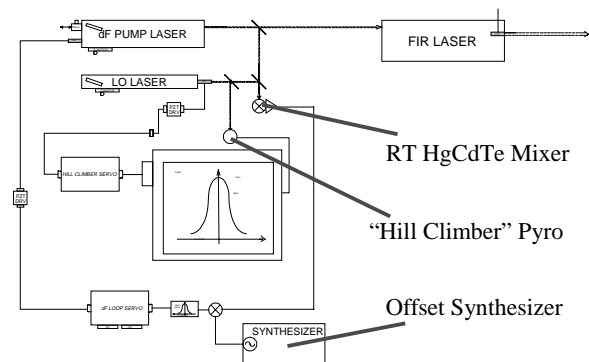 dF PUMP LASER
FIR LASER
LO LASER
PZT
DRV
RT HgCdTe Mixer
HILL CLIMBER SERVO
PZT
DRV
“Hill Climber” Pyro
dF LOOP SERVO
Offset Synthesizer
SYNTHESIZER